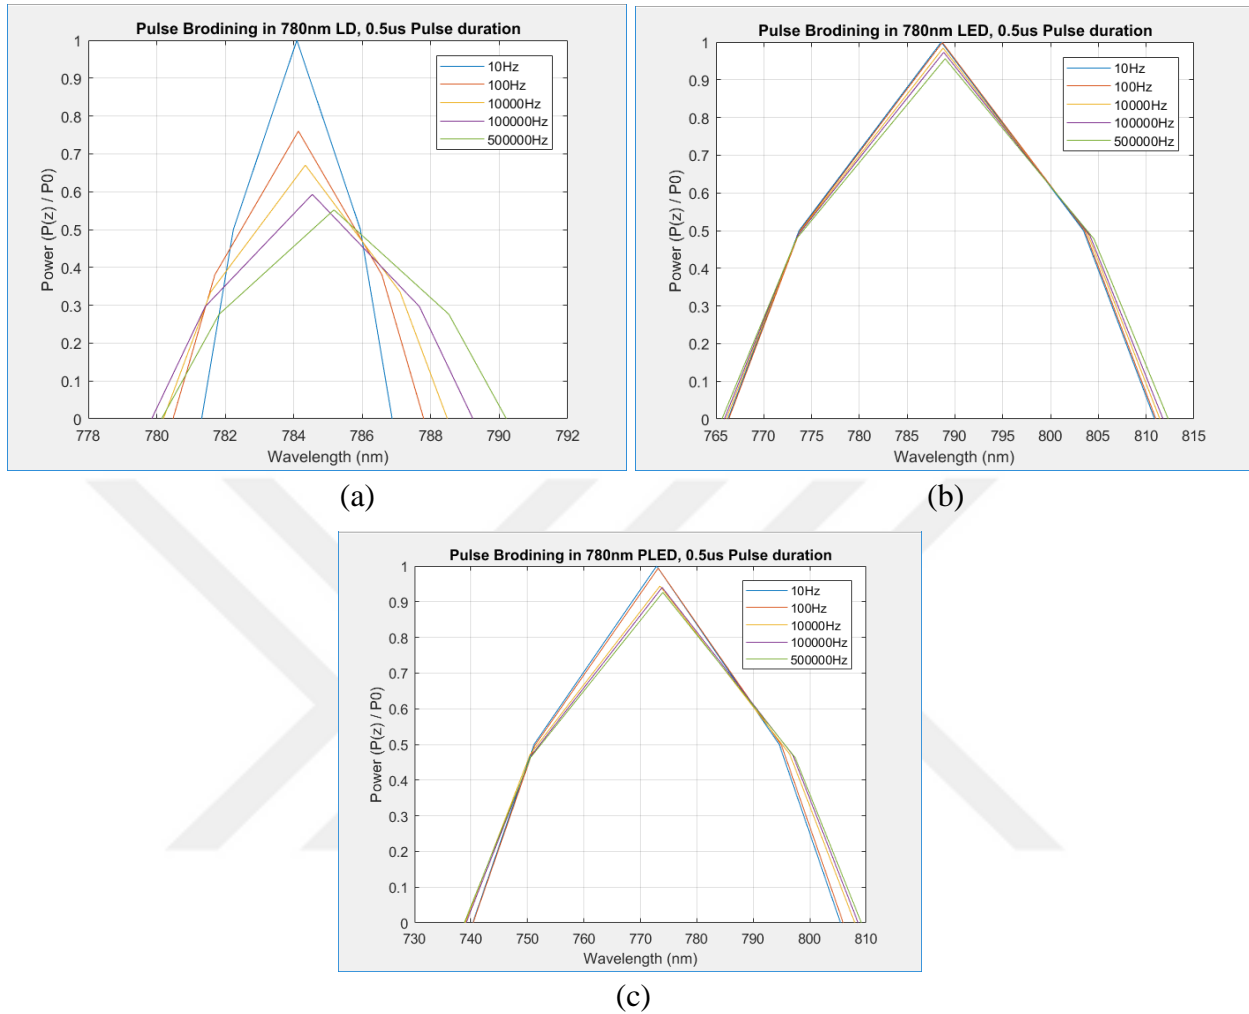 Pulse Brodining in 780nm LD, 0.5us Pulse duration
Power (P(z) / P0)
1
0.9
0.8
0.7
0.6
0.5
0.4
0.3
0.2
0.1
0
10Hz
100Hz
10000Hz
100000Hz
500000Hz
778 780 782 784 786 788 790 792
Wavelength (nm)
(a)
Pulse Brodining in 780nm LED, 0.5us Pulse duration
Power (P(z) / P0)
1
0.9
0.8
0.7
0.6
0.5
0.4
0.3
0.2
0.1
0
10Hz
100Hz
10000Hz
100000Hz
500000Hz
765 770 775 780 785 790 795 800 805 810 815
Wavelength (nm)
(b)
Pulse Brodining in 780nm PLED, 0.5us Pulse duration
Power (P(z) / P0)
1
0.9
0.8
0.7
0.6
0.5
0.4
0.3
0.2
0.1
0
10Hz
100Hz
10000Hz
100000Hz
500000Hz
730 740 750 760 770 780 790 800 810
Wavelength (nm)
(c)